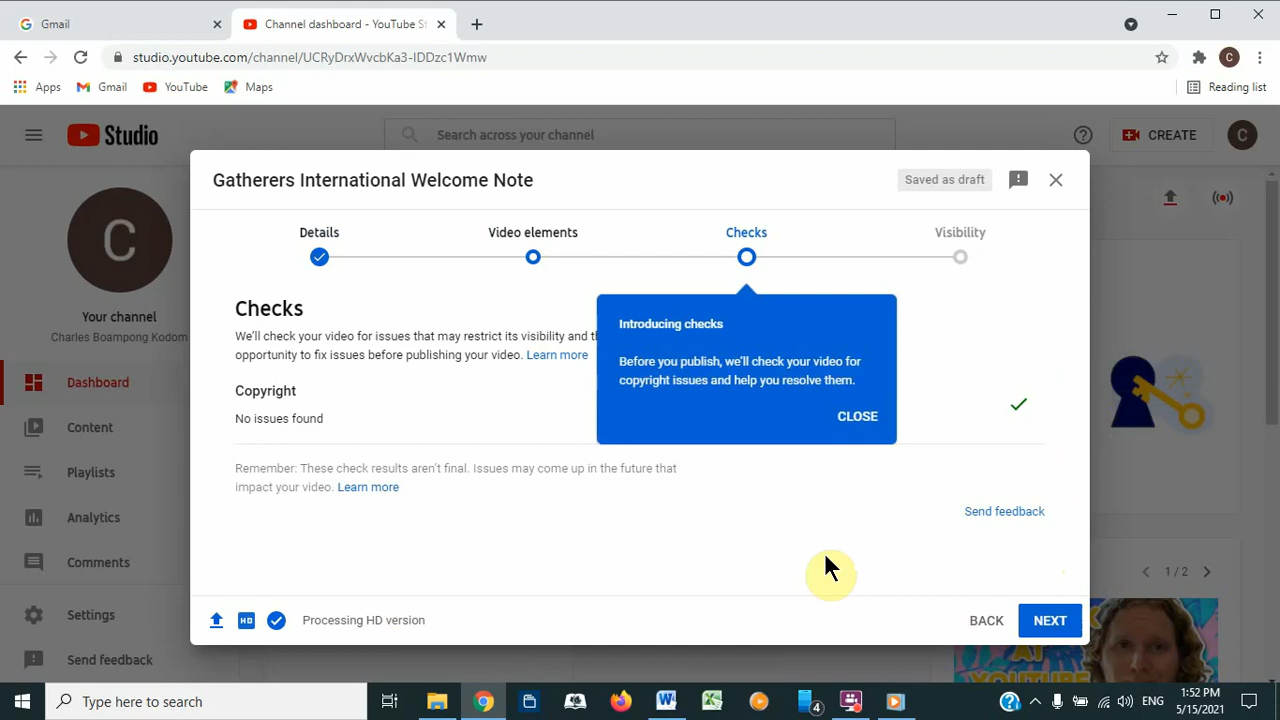 Gmail
Channel dashboard - YouTube St
studio.youtube.com/channel/UCRyDrxWvcbKa3-IDDzc1Wmw
C
Apps
Gmail
YouTube
Maps
Reading list
Studio
Search across your channel
CREATE
C
Gatherers International Welcome Note
Saved as draft
Details
Video elements
Checks
Visibility
C
Your channel
Charles Boampong Kodom
Dashboard
Content
Playlists
Analytics
Comments
Settings
Send feedback
Checks
We'll check your video for issues that may restrict its visibility and th
opportunity to fix issues before publishing your video. Learn more
Introducing checks
Before you publish, we'll check your video for
copyright issues and help you resolve them.
CLOSE
Copyright
No issues found
Remember: These check results aren't final. Issues may come up in the future that
impact your video. Learn more
Send feedback
1 / 2
HD
Processing HD version
BACK
NEXT
AT
Type here to search
4
ENG
1:52 PM
5/15/2021